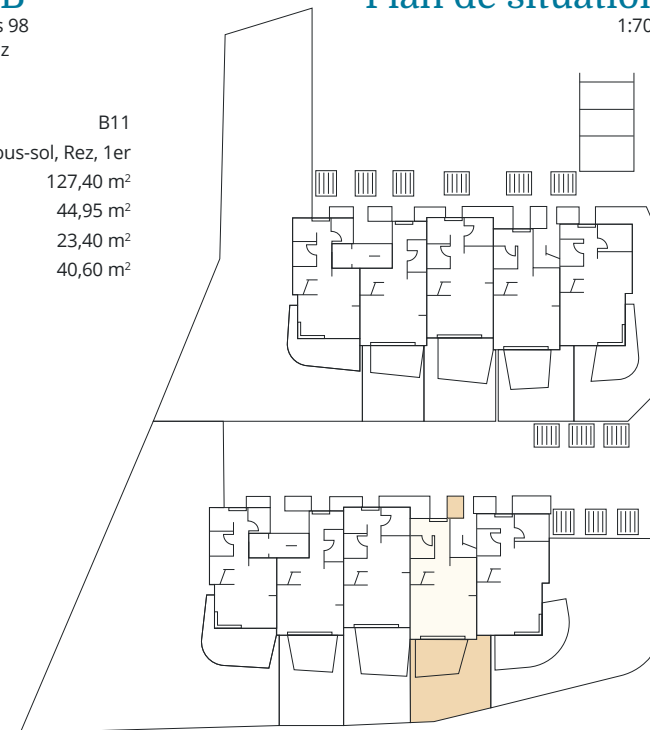 B
Plan de situation
s 98
1:70
z
B11
ous-sol, Rez, 1er
127,40 m²
44,95 m²
23,40 m²
40,60 m²